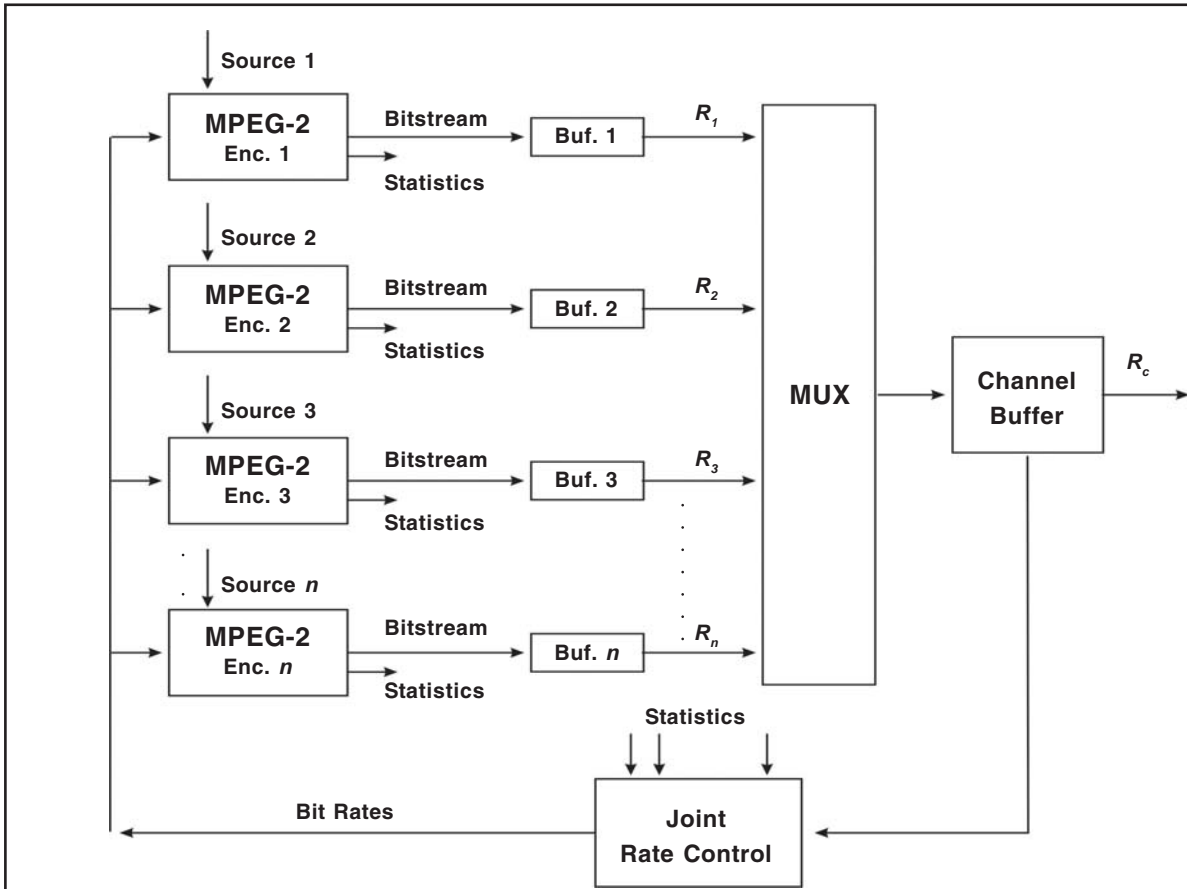 Source 1
MPEG-2
Enc. 1
Bitstream
Statistics
Buf. 1
R1
Source 2
MPEG-2
Enc. 2
Bitstream
Statistics
Buf. 2
R2
Source 3
MPEG-2
Enc. 3
Bitstream
Statistics
Buf. 3
R3
Source n
MPEG-2
Enc. n
Bitstream
Statistics
Buf. n
Rn
MUX
Channel
Buffer
Rc
Statistics
Joint
Rate Control
Bit Rates